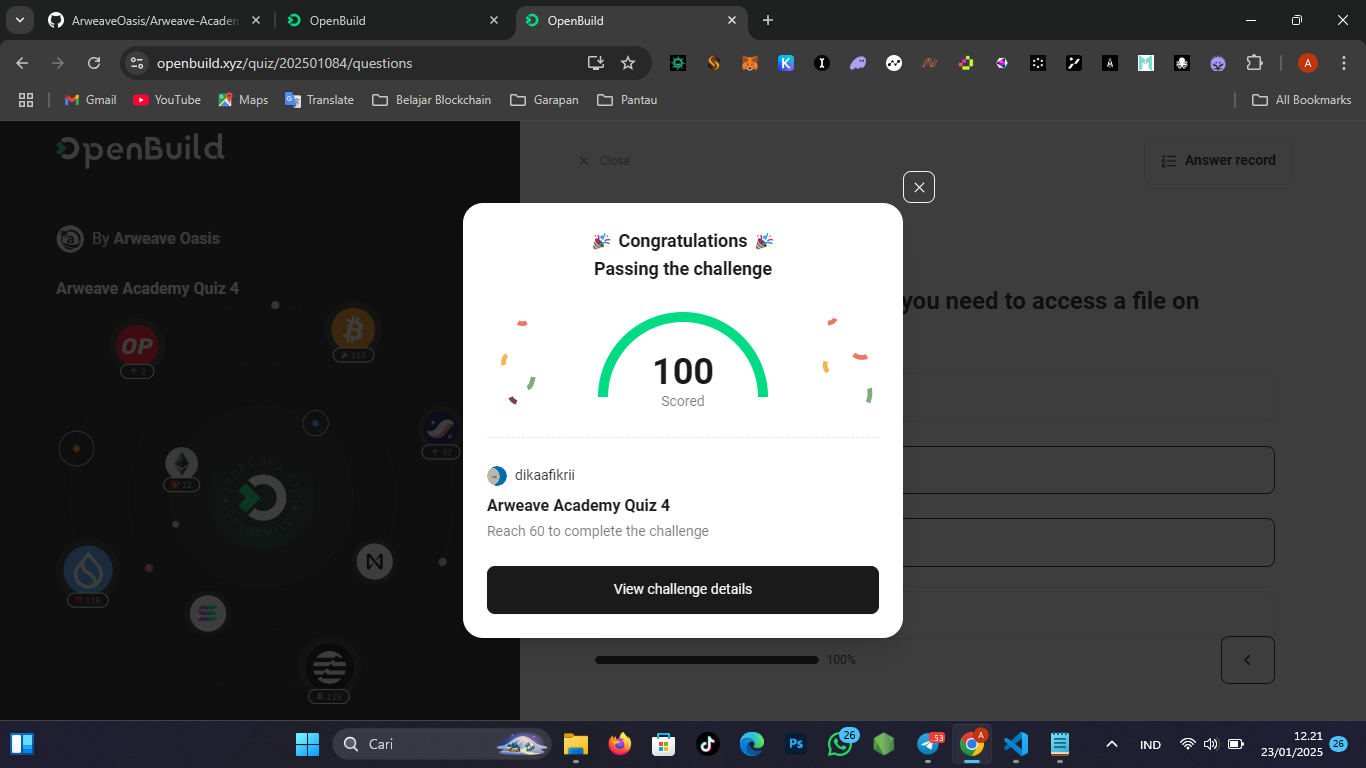 ArweaveOasis/Arweave-Academ
OpenBuild
OpenBuild
openbuild.xyz/quiz/202501084/questions
Gmail
YouTube
Maps
Translate
Belajar Blockchain
Garapan
Pantau
All Bookmarks
OpenBuild
By Arweave Oasis
Arweave Academy Quiz 4
OP
2
115
32
22
115
115
Close
Answer record
you need to access a file on
Congratulations
Passing the challenge
100
Scored
dikaafikrii
Arweave Academy Quiz 4
Reach 60 to complete the challenge
View challenge details
100%
Cari
Ps
26
53
A
IND
12.21
23/01/2025
26